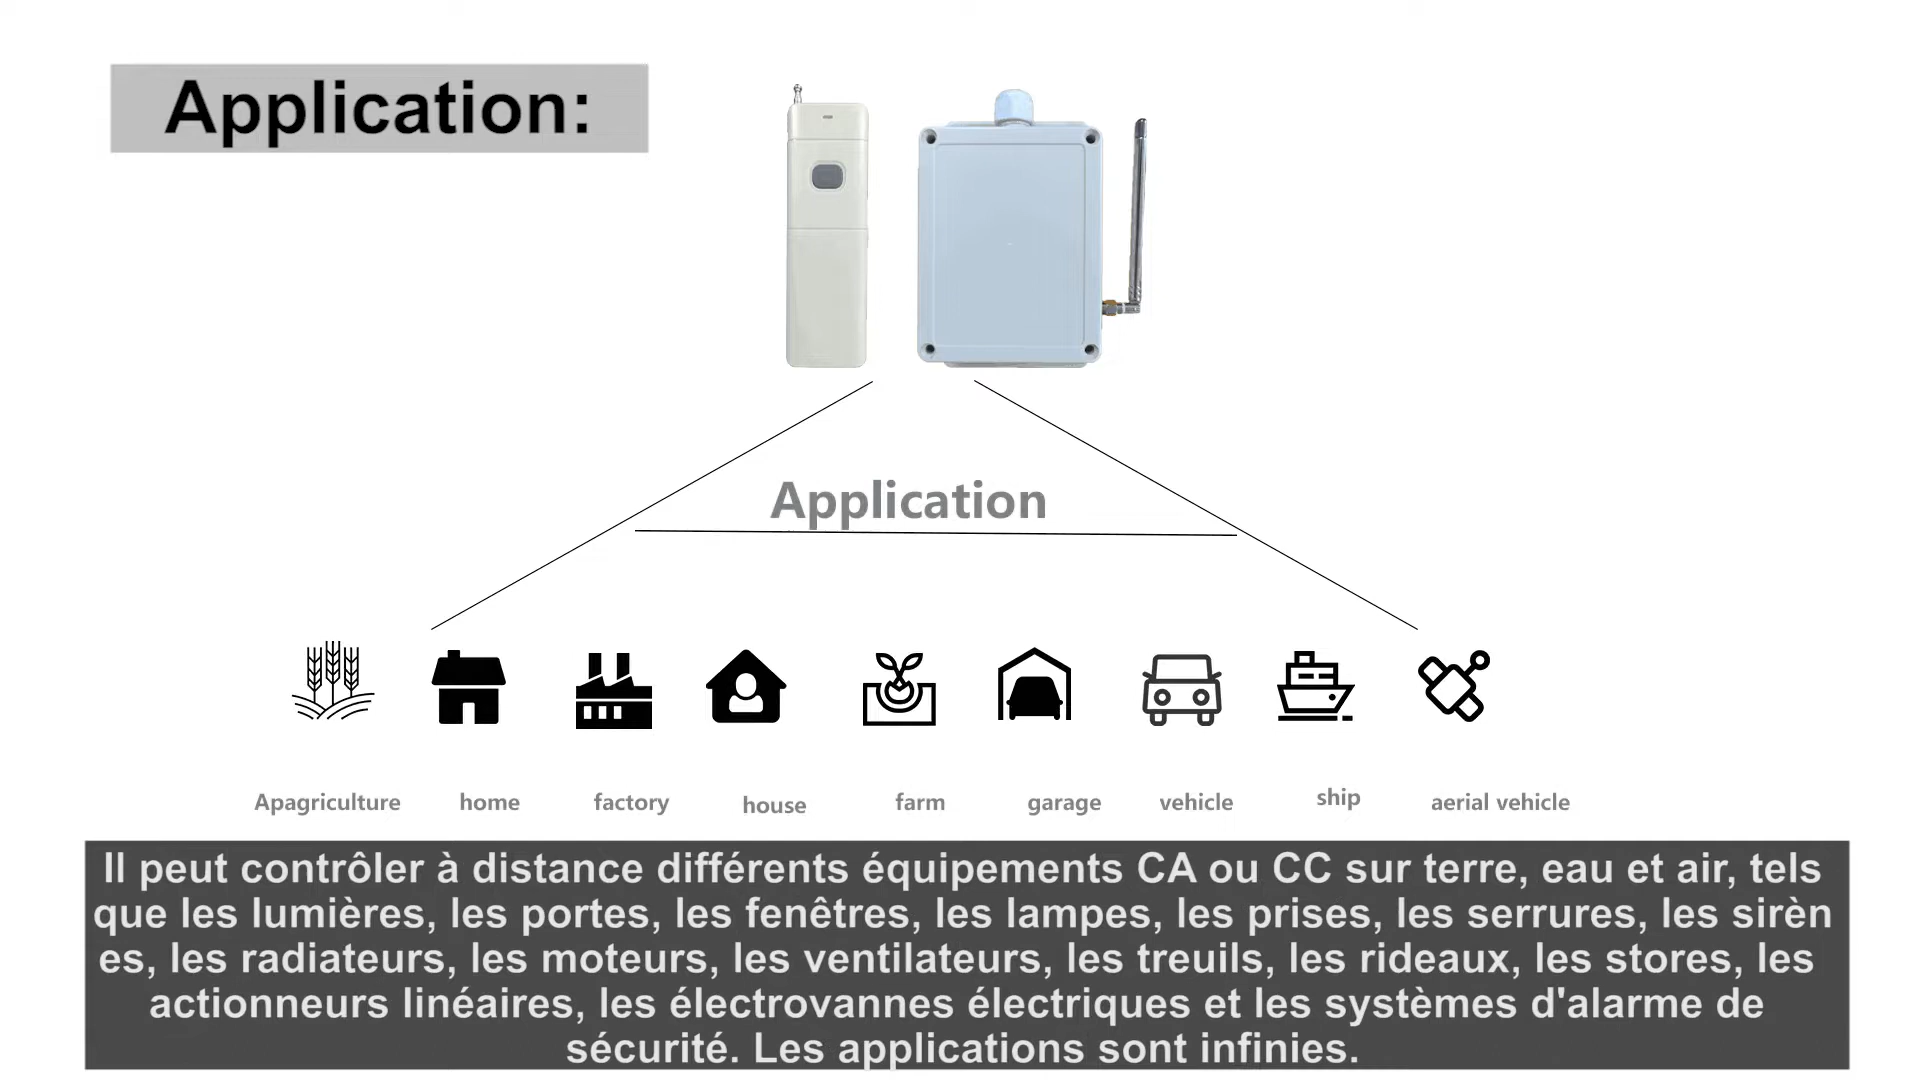 Application:
Application
Apagriculture home factory house farm garage vehicle ship aerial vehicle
Il peut contrôler à distance différents équipements CA ou CC sur terre, eau et air, tels
que les lumières, les portes, les fenêtres, les lampes, les prises, les serrures, les sirèn
es, les radiateurs, les moteurs, les ventilateurs, les treuils, les rideaux, les stores, les
actionneurs linéaires, les électrovannes électriques et les systèmes d'alarme de
sécurité. Les applications sont infinies.